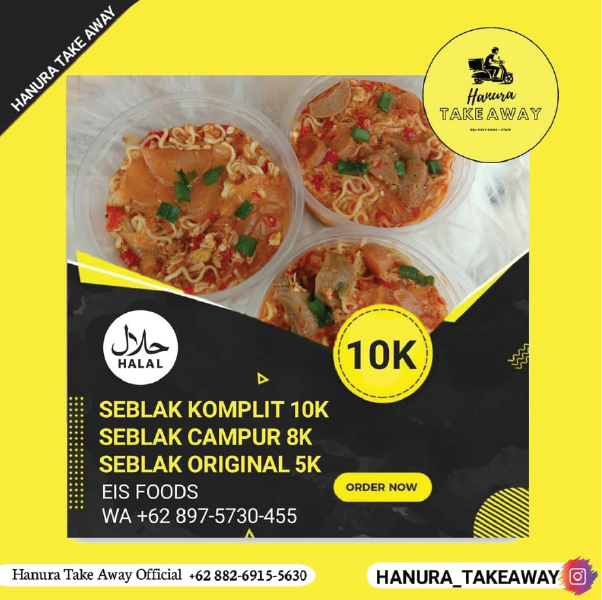 HANURA TAKE AWAY
Hanura
TAKE AWAY
حلال
HALAL
10K
SEBLAK KOMPLIT 10K
SEBLAK CAMPUR 8K
SEBLAK ORIGINAL 5K
ORDER NOW
EIS FOODS
WA +62 897-5730-455
Hanura Take Away Official +62 882-6915-5630
HANURA_TAKEAWAY